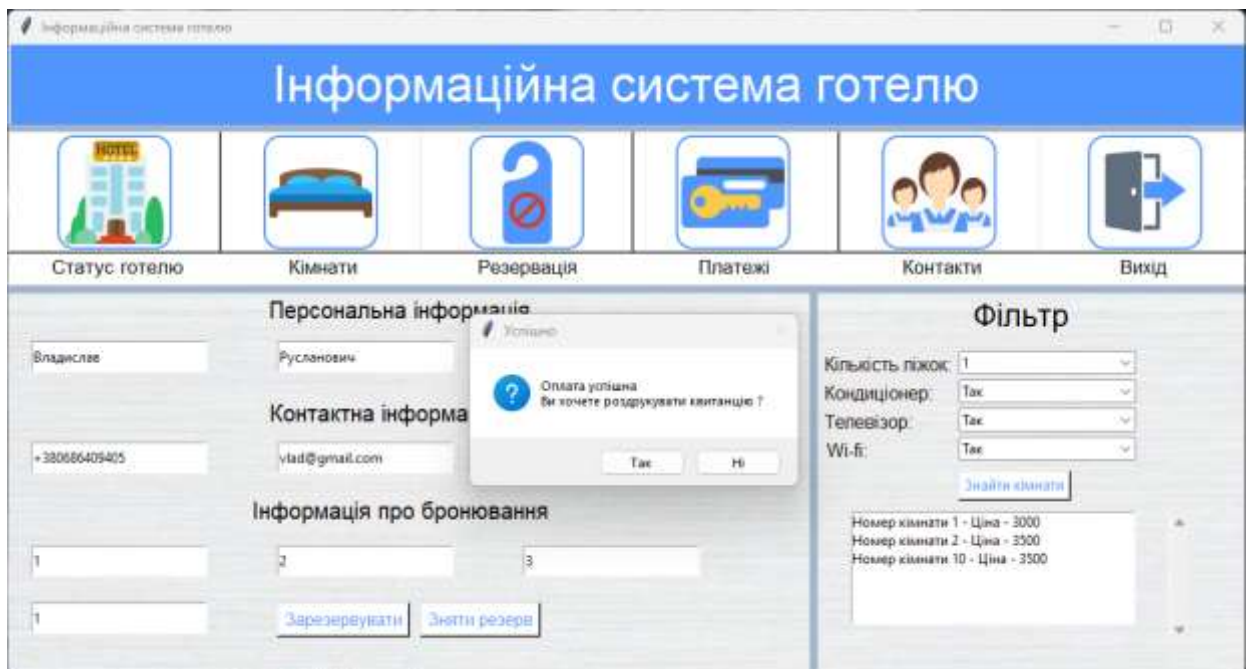 Інформаційна система готелю
Інформаційна система готелю
HOTEL
Статус готелю
Кімнати
Резервація
Платежі
Контакти
Вихід
Персональна інформація
Владислав
Русланович
Контактна інформа
+380686409405
vlad@gmail.com
Інформація про бронювання
1
2
3
1
Зарезервувати
Зняти резерв
Успішно
Оплата успішна
Ви хочете роздрукувати квитанцію ?
Так
Ні
Фільтр
Кількість ліжок: 1
Кондиціонер: Так
Телевізор: Так
Wi-fi: Так
Знайти кімнати
Номер кімнати 1 - Ціна - 3000
Номер кімнати 2 - Ціна - 3500
Номер кімнати 10 - Ціна - 3500